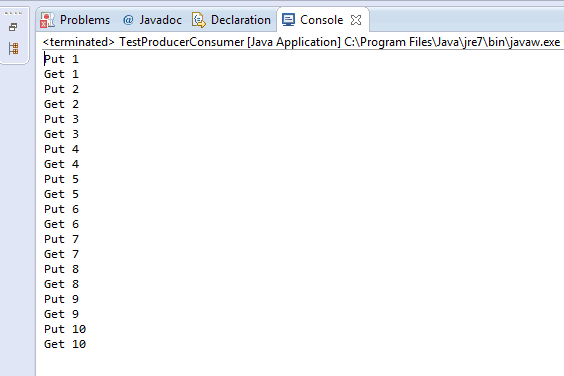 Problems @ Javadoc Declaration Console
<terminated> TestProducerConsumer [Java Application] C:\Program Files\Java\jre7\bin\javaw.exe
Put 1
Get 1
Put 2
Get 2
Put 3
Get 3
Put 4
Get 4
Put 5
Get 5
Put 6
Get 6
Put 7
Get 7
Put 8
Get 8
Put 9
Get 9
Put 10
Get 10